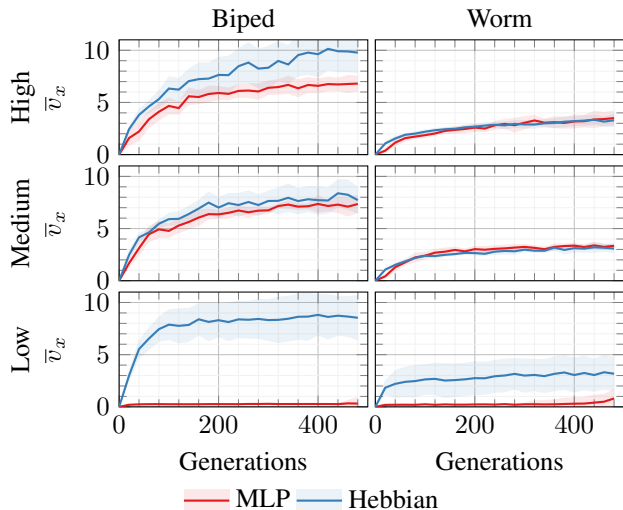 Biped Worm
High
v̅x
10
5
0
Medium
v̅x
10
5
0
Low
v̅x
10
5
0
0 200 400 0 200 400
Generations Generations
MLP Hebbian